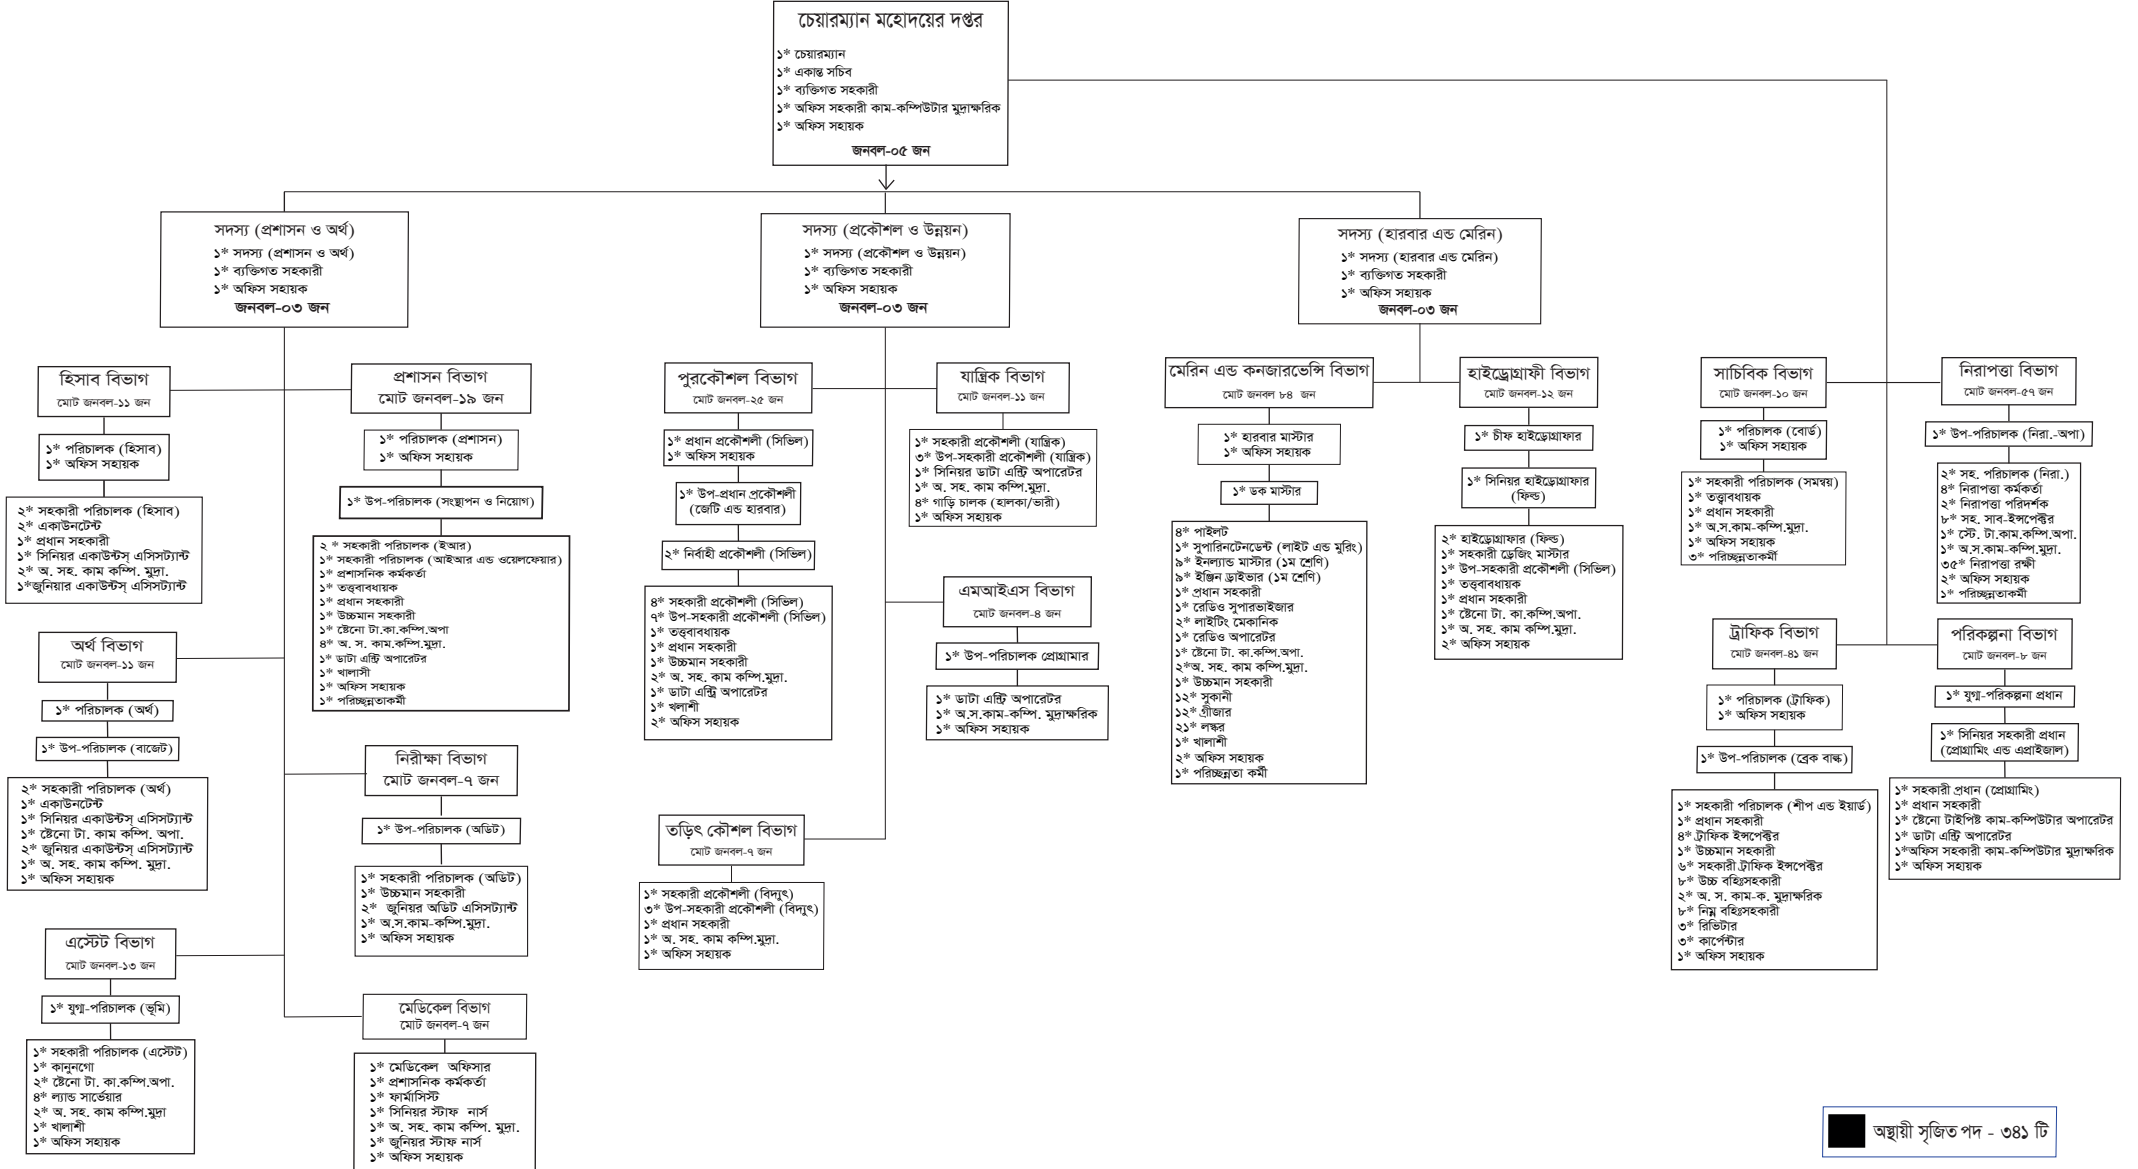 চেয়ারম্যান মহোদয়ের দপ্তর
১* চেয়ারম্যান
১* একান্ত সচিব
১* ব্যক্তিগত সহকারী
১* অফিস সহকারী কাম-কম্পিউটার মুদ্রাক্ষরিক
১* অফিস সহায়ক
জনবল-০৫ জন
সদস্য (প্রশাসন ও অর্থ)
১* সদস্য (প্রশাসন ও অর্থ)
১* ব্যক্তিগত সহকারী
১* অফিস সহায়ক
জনবল-০৩ জন
সদস্য (প্রকৌশল ও উন্নয়ন)
১* সদস্য (প্রকৌশল ও উন্নয়ন)
১* ব্যক্তিগত সহকারী
১* অফিস সহায়ক
জনবল-০৩ জন
সদস্য (হারবার এন্ড মেরিন)
১* সদস্য (হারবার এন্ড মেরিন)
১* ব্যক্তিগত সহকারী
১* অফিস সহায়ক
জনবল-০৩ জন
হিসাব বিভাগ
মোট জনবল-১১ জন
১* পরিচালক (হিসাব)
১* অফিস সহায়ক
২* সহকারী পরিচালক (হিসাব)
২* একাউনটেন্ট
১* প্রধান সহকারী
১* সিনিয়র একাউন্টস্ এসিসট্যান্ট
২* অ. সহ. কাম কম্পি. মুদ্রা.
১*জুনিয়ার একাউন্টস্ এসিসট্যান্ট
প্রশাসন বিভাগ
মোট জনবল-১৯ জন
১* পরিচালক (প্রশাসন)
১* অফিস সহায়ক
১* উপ-পরিচালক (সংস্থাপন ও নিয়োগ)
২ * সহকারী পরিচালক (ইআর)
১* সহকারী পরিচালক (আইআর এন্ড ওয়েলফেয়ার)
১* প্রশাসনিক কর্মকর্তা
১* তত্ত্ববাবধায়ক
১* প্রধান সহকারী
১* উচ্চমান সহকারী
১* ষ্টেনো টা.কা.কম্পি.অপা
৪* অ. স. কাম.কম্পি.মুদ্রা.
১* ডাটা এন্ট্রি অপারেটর
১* খালাসী
১* অফিস সহায়ক
১* পরিচ্ছন্নতাকর্মী
অর্থ বিভাগ
মোট জনবল-১১ জন
১* পরিচালক (অর্থ)
১* উপ-পরিচালক (বাজেট)
২* সহকারী পরিচালক (অর্থ)
১* একাউনটেন্ট
১* সিনিয়র একাউন্টস্ এসিসট্যান্ট
১* ষ্টেনো টা. কাম কম্পি. অপা.
২* জুনিয়র একাউন্টস্ এসিসট্যান্ট
১* অ. সহ. কাম কম্পি. মুদ্রা.
১* অফিস সহায়ক
নিরীক্ষা বিভাগ
মোট জনবল-৭ জন
১* উপ-পরিচালক (অডিট)
১* সহকারী পরিচালক (অডিট)
১* উচ্চমান সহকারী
২* জুনিয়র অডিট এসিসট্যান্ট
১* অ.স.কাম-কম্পি.মুদ্রা.
১* অফিস সহায়ক
এস্টেট বিভাগ
মোট জনবল-১৩ জন
১* যুগ্ম-পরিচালক (ভূমি)
১* সহকারী পরিচালক (এস্টেট)
১* কানুনগো
২* ষ্টেনো টা. কা.কম্পি.অপা.
৪* ল্যান্ড সার্ভেয়ার
২* অ. সহ. কাম কম্পি.মুদ্রা
১* খালাশী
১* অফিস সহায়ক
মেডিকেল বিভাগ
মোট জনবল-৭ জন
১* মেডিকেল অফিসার
১* প্রশাসনিক কর্মকর্তা
১* ফার্মাসিস্ট
১* সিনিয়র স্টাফ নার্স
১* অ. সহ. কাম কম্পি. মুদ্রা.
১* জুনিয়র স্টাফ নার্স
১* অফিস সহায়ক
পুরকৌশল বিভাগ
মোট জনবল-২৫ জন
১* প্রধান প্রকৌশলী (সিভিল)
১* অফিস সহায়ক
১* উপ-প্রধান প্রকৌশলী
(জেটি এন্ড হারবার)
২* নির্বাহী প্রকৌশলী (সিভিল)
৪* সহকারী প্রকৌশলী (সিভিল)
৭* উপ-সহকারী প্রকৌশলী (সিভিল)
১* তত্ত্ববাবধায়ক
১* প্রধান সহকারী
১* উচ্চমান সহকারী
২* অ. সহ. কাম কম্পি.মুদ্রা.
১* ডাটা এন্ট্রি অপারেটর
১* খলাশী
২* অফিস সহায়ক
যান্ত্রিক বিভাগ
মোট জনবল-১১ জন
১* সহকারী প্রকৌশলী (যান্ত্রিক)
৩* উপ-সহকারী প্রকৌশলী (যান্ত্রিক)
১* সিনিয়র ডাটা এন্ট্রি অপারেটর
১* অ. সহ. কাম কম্পি.মুদ্রা.
৪* গাড়ি চালক (হালকা/ভারী)
১* অফিস সহায়ক
এমআইএস বিভাগ
মোট জনবল-৪ জন
১* উপ-পরিচালক প্রোগ্রামার
১* ডাটা এন্ট্রি অপারেটর
১* অ.স.কাম-কম্পি. মুদ্রাক্ষরিক
১* অফিস সহায়ক
তড়িৎ কৌশল বিভাগ
মোট জনবল-৭ জন
১* সহকারী প্রকৌশলী (বিদ্যুৎ)
৩* উপ-সহকারী প্রকৌশলী (বিদ্যুৎ)
১* প্রধান সহকারী
১* অ. সহ. কাম কম্পি.মুদ্রা.
১* অফিস সহায়ক
মেরিন এন্ড কনজারভেন্সি বিভাগ
মোট জনবল ৮৪ জন
১* হারবার মাস্টার
১* অফিস সহায়ক
১* ডক মাস্টার
৪* পাইলট
১* সুপারিনটেনডেন্ট (লাইট এন্ড মুরিং)
৯* ইনল্যান্ড মাস্টার (১ম শ্রেণি)
৯* ইঞ্জিন ড্রাইভার (১ম শ্রেণি)
১* প্রধান সহকারী
১* রেডিও সুপারভাইজার
২* লাইটিং মেকানিক
১* রেডিও অপারেটর
১* ষ্টেনো টা. কা.কম্পি.অপা.
২*অ. সহ. কাম কম্পি.মুদ্রা.
১* উচ্চমান সহকারী
১২* সুকানী
১২* গ্রীজার
২১* লস্কর
১* খালাশী
২* অফিস সহায়ক
১* পরিচ্ছন্নতা কর্মী
হাইড্রোগ্রাফী বিভাগ
মোট জনবল-১২ জন
১* চীফ হাইড্রোগ্রাফার
১* সিনিয়র হাইড্রোগ্রাফার
(ফিল্ড)
২* হাইড্রোগ্রাফার (ফিল্ড)
১* সহকারী ড্রেজিং মাস্টার
১* উপ-সহকারী প্রকৌশলী (সিভিল)
১* তত্ত্ববাবধায়ক
১* প্রধান সহকারী
১* ষ্টেনো টা. কা.কম্পি.অপা.
১* অ. সহ. কাম কম্পি.মুদ্রা.
২* অফিস সহায়ক
সাচিবিক বিভাগ
মোট জনবল-১০ জন
১* পরিচালক (বোর্ড)
১* অফিস সহায়ক
১* সহকারী পরিচালক (সমন্বয়)
১* তত্ত্বাবধায়ক
১* প্রধান সহকারী
১* অ.স.কাম-কম্পি.মুদ্রা.
১* অফিস সহায়ক
৩* পরিচ্ছন্নতাকর্মী
নিরাপত্তা বিভাগ
মোট জনবল-৫৭ জন
১* উপ-পরিচালক (নিরা.-অপা)
২* সহ. পরিচালক (নিরা.)
৪* নিরাপত্তা কর্মকর্তা
২* নিরাপত্তা পরিদর্শক
৮* সহ. সাব-ইন্সপেক্টর
১* স্টে. টা.কাম.কম্পি.অপা.
১* অ.স.কাম-কম্পি.মুদ্রা.
৩৫* নিরাপত্তা রক্ষী
২* অফিস সহায়ক
১* পরিচ্ছন্নতাকর্মী
ট্রাফিক বিভাগ
মোট জনবল-৪১ জন
১* পরিচালক (ট্রাফিক)
১* অফিস সহায়ক
১* উপ-পরিচালক (ব্রেক বাল্ক)
১* সহকারী পরিচালক (শীপ এন্ড ইয়ার্ড)
১* প্রধান সহকারী
৪* ট্রাফিক ইন্সপেক্টর
১* উচ্চমান সহকারী
৬* সহকারী ট্রাফিক ইন্সপেক্টর
৮* উচ্চ বহিঃসহকারী
২* অ. স. কাম-ক. মুদ্রাক্ষরিক
৮* নিম্ন বহিঃসহকারী
৩* রিভিটার
৩* কার্পেন্টার
১* অফিস সহায়ক
পরিকল্পনা বিভাগ
মোট জনবল-৮ জন
১* যুগ্ম-পরিকল্পনা প্রধান
১* সিনিয়র সহকারী প্রধান
(প্রোগ্রামিং এন্ড এপ্রাইজাল)
১* সহকারী প্রধান (প্রোগ্রামিং)
১* প্রধান সহকারী
১* ষ্টেনো টাইপিষ্ট কাম-কম্পিউটার অপারেটর
১* ডাটা এন্ট্রি অপারেটর
১*অফিস সহকারী কাম-কম্পিউটার মুদ্রাক্ষরিক
১* অফিস সহায়ক
অস্থায়ী সৃজিত পদ - ৩৪১ টি